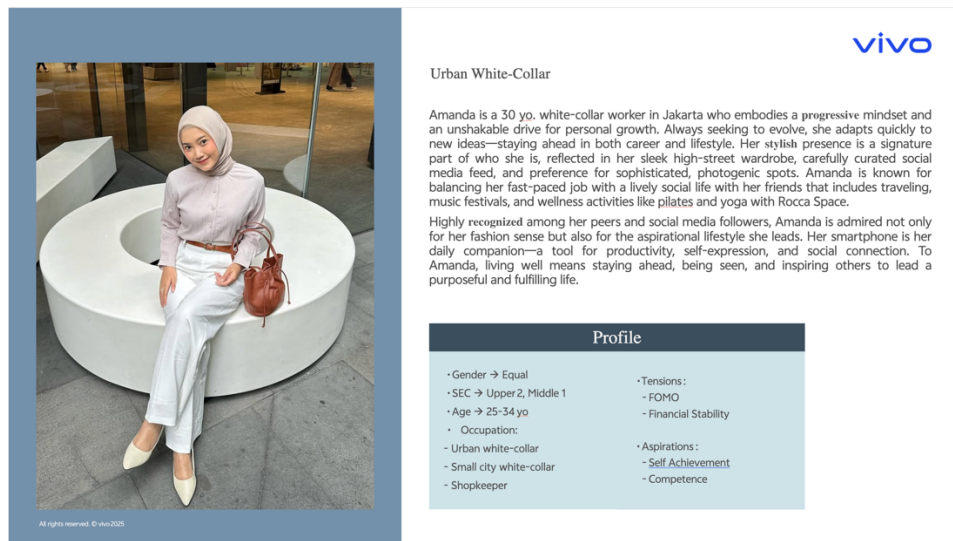 vivo
Urban White-Collar
Amanda is a 30 yo. white-collar worker in Jakarta who embodies a progressive mindset and
an unshakable drive for personal growth. Always seeking to evolve, she adapts quickly to
new ideas—staying ahead in both career and lifestyle. Her stylish presence is a signature
part of who she is, reflected in her sleek high-street wardrobe, carefully curated social
media feed, and preference for sophisticated, photogenic spots. Amanda is known for
balancing her fast-paced job with a lively social life with her friends that includes traveling,
music festivals, and wellness activities like pilates and yoga with Rocca Space.
Highly recognized among her peers and social media followers, Amanda is admired not only
for her fashion sense but also for the aspirational lifestyle she leads. Her smartphone is her
daily companion—a tool for productivity, self-expression, and social connection. To
Amanda, living well means staying ahead, being seen, and inspiring others to lead a
purposeful and fulfilling life.
Profile
•Gender → Equal
•SEC → Upper2, Middle 1
•Age → 25-34 yo
• Occupation:
- Urban white-collar
- Small city white-collar
- Shopkeeper
•Tensions:
- FOMO
- Financial Stability
•Aspirations:
- Self Achievement
- Competence
All rights reserved. © vivo2025